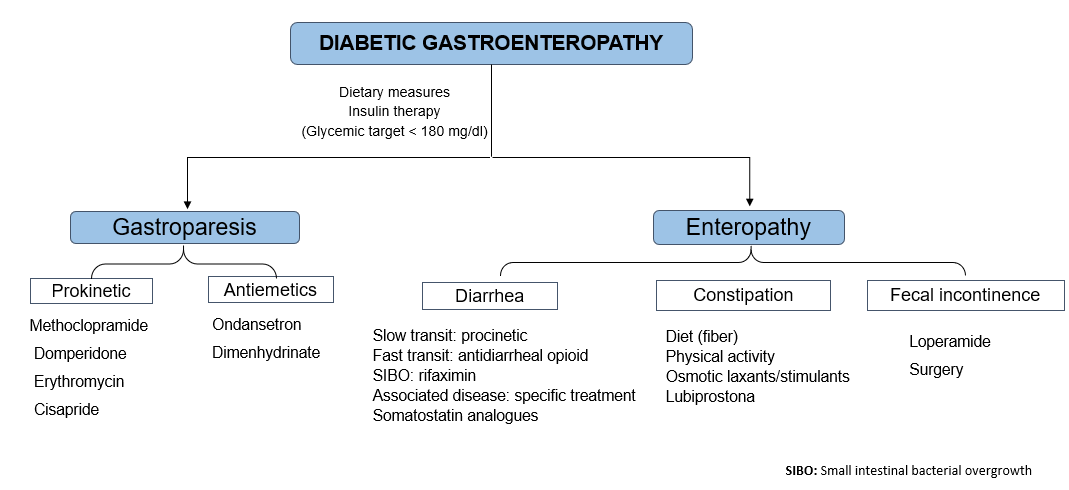 DIABETIC GASTROENTEROPATHY
Dietary measures
Insulin therapy
(Glycemic target < 180 mg/dl)
Gastroparesis
Enteropathy
Prokinetic
Antiemetics
Methoclopramide
Domperidone
Erythromycin
Cisapride
Ondansetron
Dimenhydrinate
Diarrhea
Constipation
Fecal incontinence
Slow transit: procinetic
Fast transit: antidiarrheal opioid
SIBO: rifaximin
Associated disease: specific treatment
Somatostatin analogues
Diet (fiber)
Physical activity
Osmotic laxants/stimulants
Lubiprostona
Loperamide
Surgery
SIBO: Small intestinal bacterial overgrowth